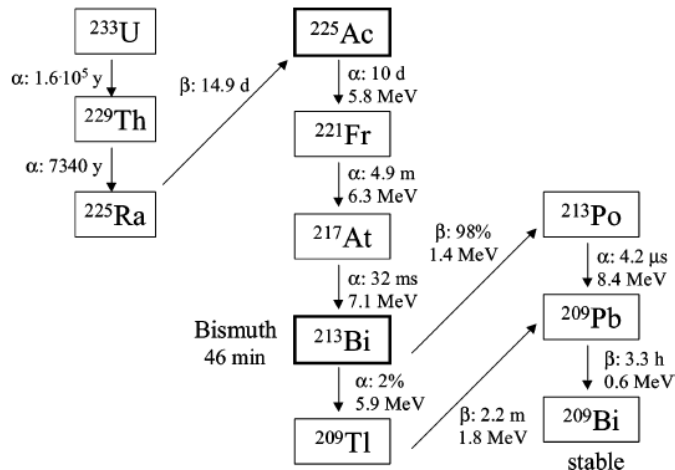 ²³³U
α: 1.6·10⁵ y
²²⁹Th
α: 7340 y
²²⁵Ra
β: 14.9 d
²²⁵Ac
α: 10 d
5.8 MeV
²²¹Fr
α: 4.9 m
6.3 MeV
²¹⁷At
α: 32 ms
7.1 MeV
Bismuth
46 min
²¹³Bi
α: 2%
5.9 MeV
²⁰⁹Tl
β: 98%
1.4 MeV
β: 2.2 m
1.8 MeV
²¹³Po
α: 4.2 µs
8.4 MeV
²⁰⁹Pb
β: 3.3 h
0.6 MeV
²⁰⁹Bi
stable